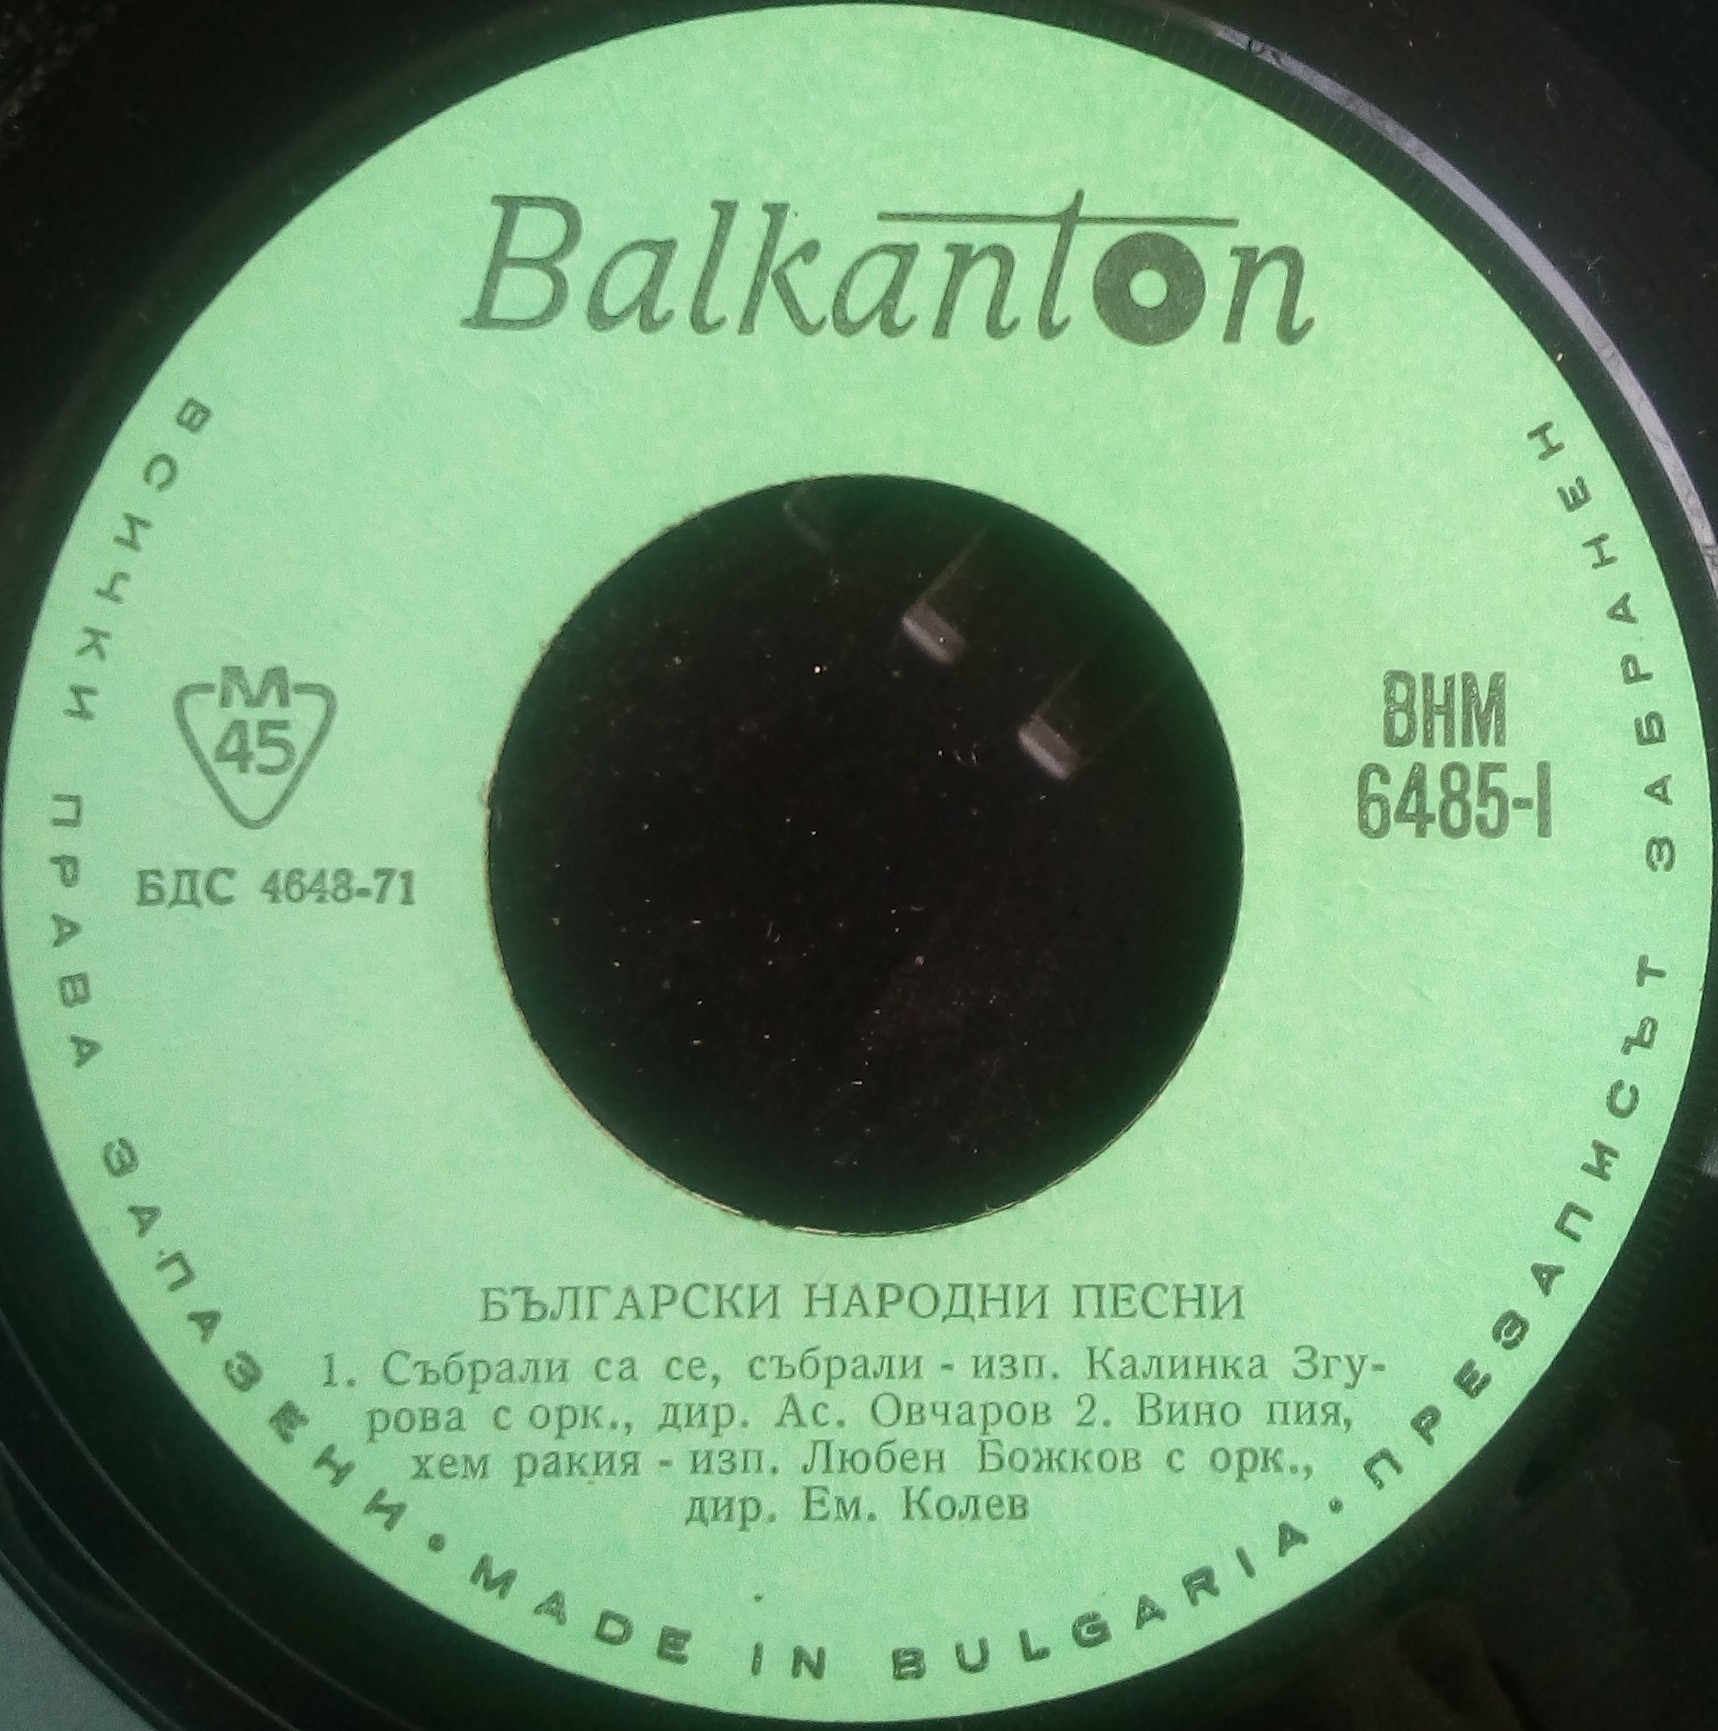 Balkanton
ВСИЧКИ ПРАВА ЗАПАЗЕНИ • MADE IN BULGARIA • ПРЕЗАПИСЪТ ЗАБРАНЕН
М
45
БДС 4648-71
ВНМ
6485-I
БЪЛГАРСКИ НАРОДНИ ПЕСНИ
1. Събрали са се, събрали - изп. Калинка Згу-
рова с орк., дир. Ас. Овчаров 2. Вино пия,
хем ракия - изп. Любен Божков с орк.,
дир. Ем. Колев